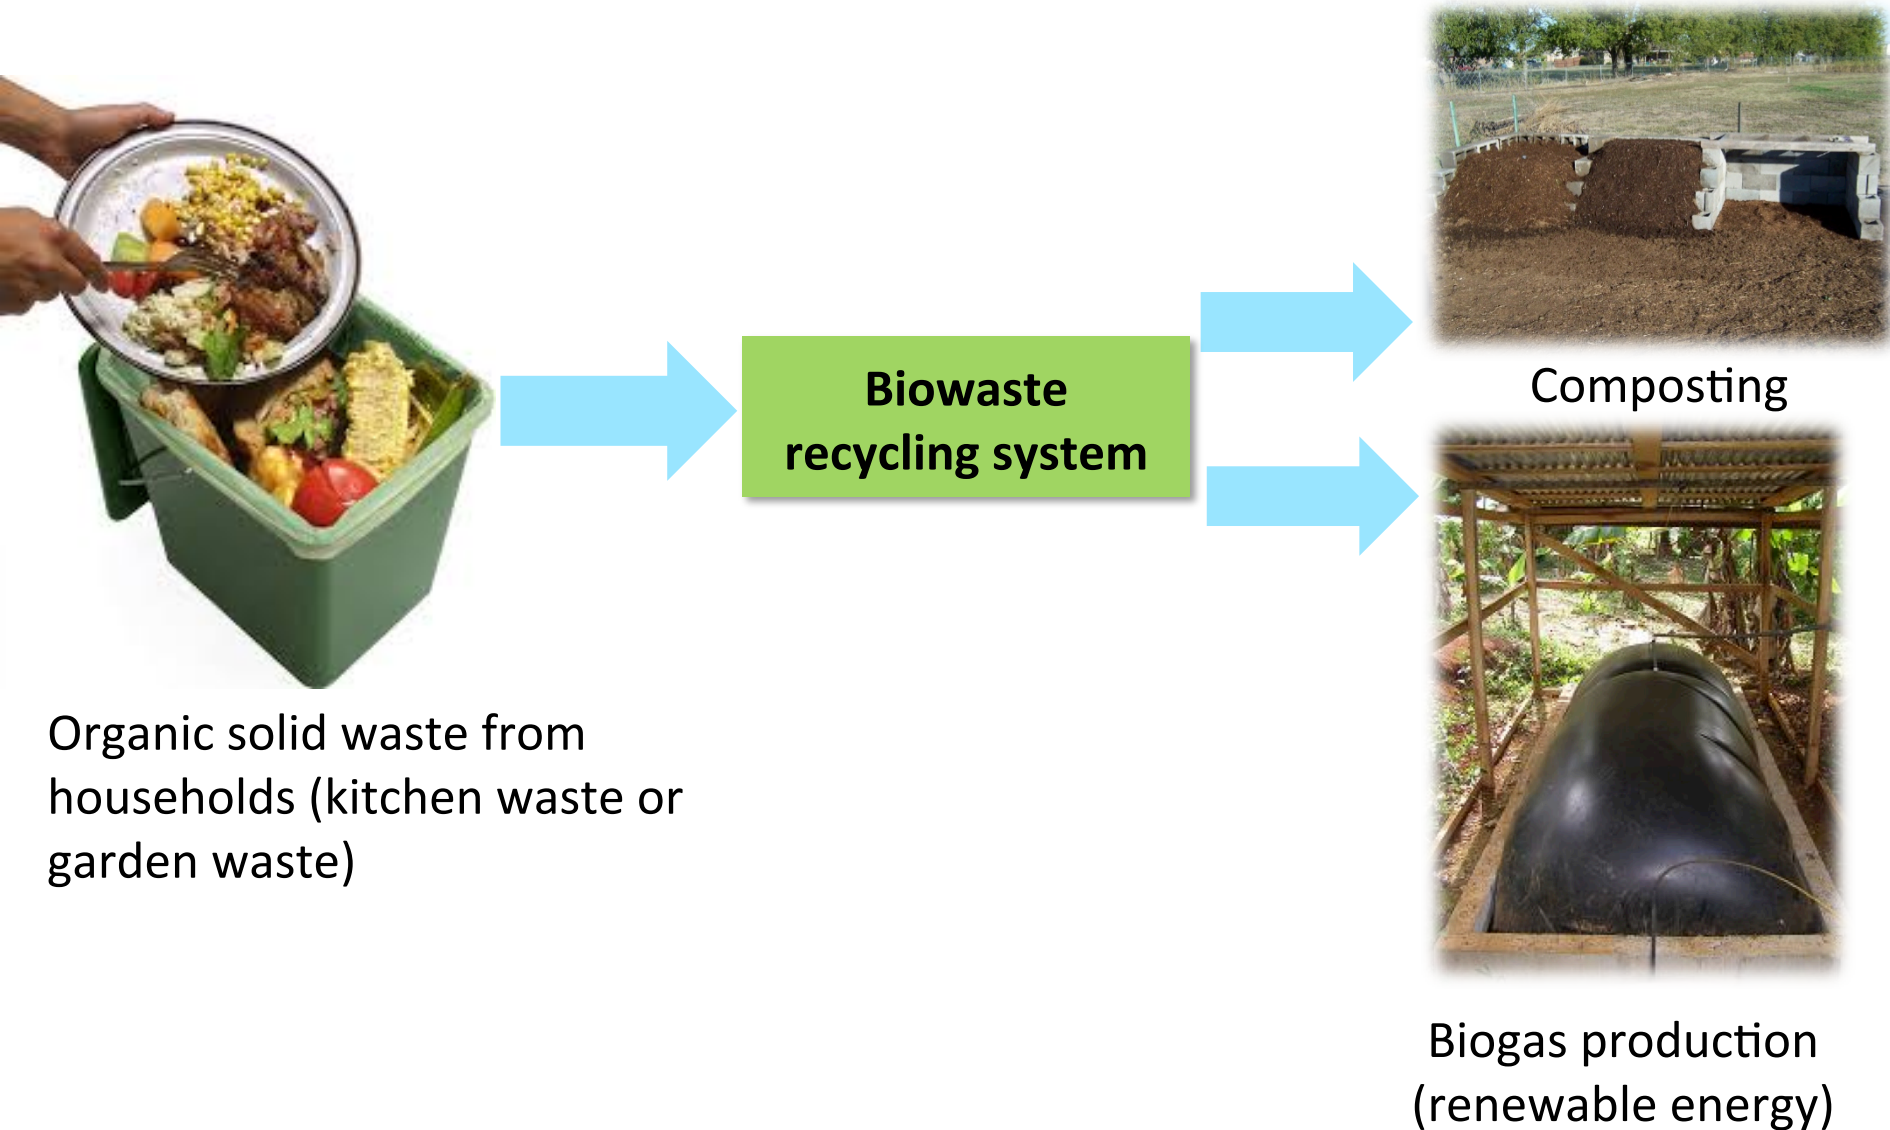 Biowaste
recycling system
Composting
Organic solid waste from
households (kitchen waste or
garden waste)
Biogas production
(renewable energy)